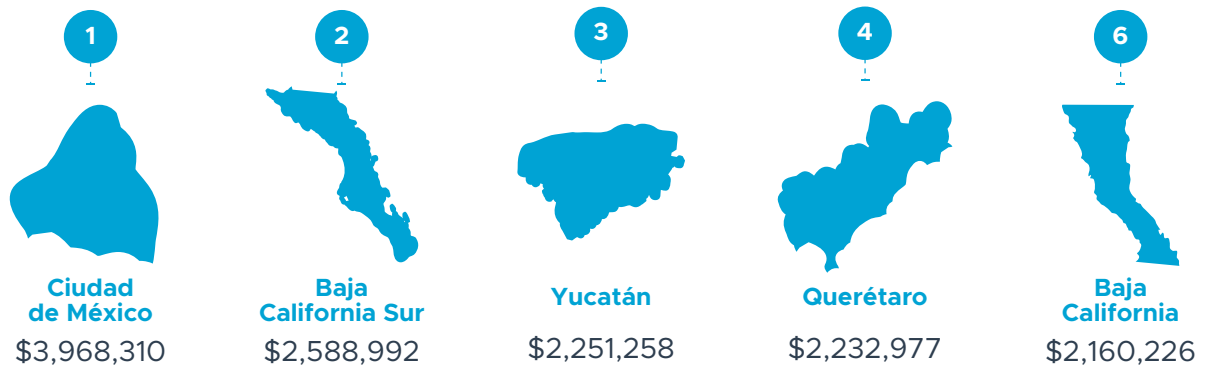 1
2
3
4
6
Ciudad
de México
Baja
California Sur
Yucatán
Querétaro
Baja
California
$3,968,310
$2,588,992
$2,251,258
$2,232,977
$2,160,226